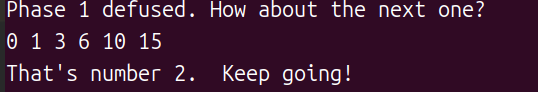 Phase 1 defused. How about the next one?
0 1 3 6 10 15
That's number 2.  Keep going!